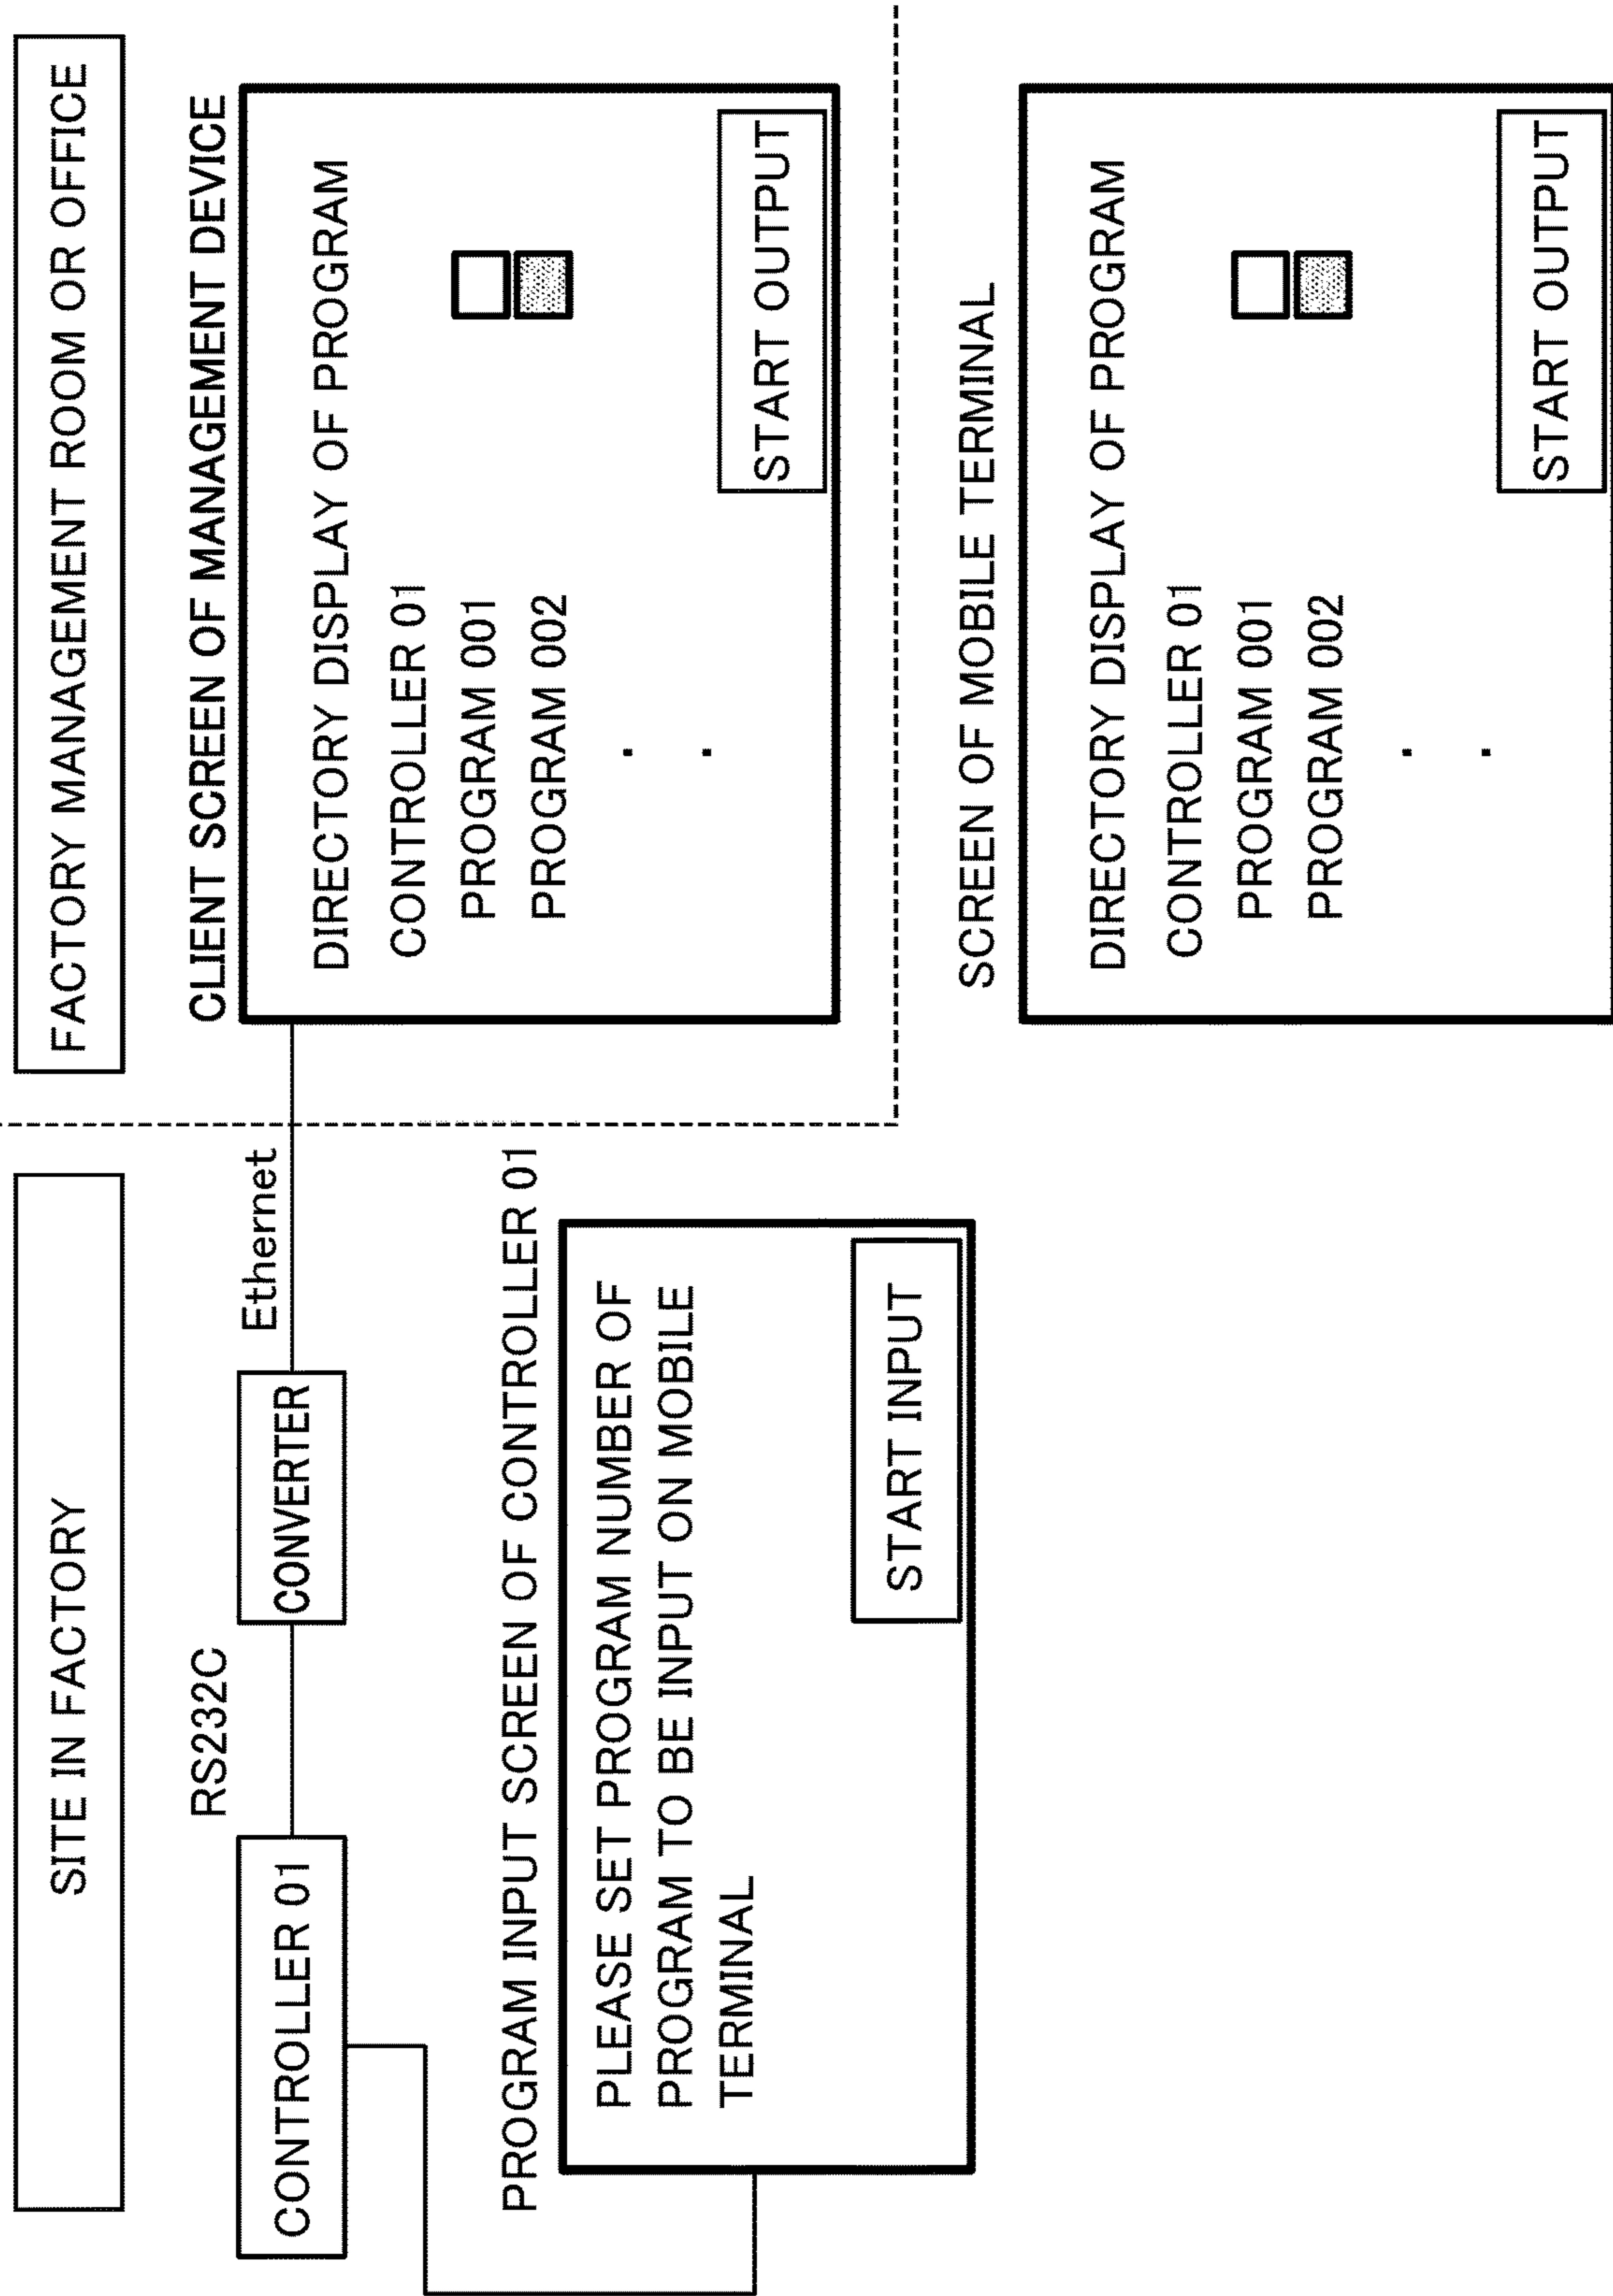 SITE IN FACTORY
FACTORY MANAGEMENT ROOM OR OFFICE
CONTROLLER 01
RS232C
CONVERTER
Ethernet
CLIENT SCREEN OF MANAGEMENT DEVICE
DIRECTORY DISPLAY OF PROGRAM
CONTROLLER 01
PROGRAM 001
PROGRAM 002
.
.
START OUTPUT
PROGRAM INPUT SCREEN OF CONTROLLER 01
PLEASE SET PROGRAM NUMBER OF
PROGRAM TO BE INPUT ON MOBILE
TERMINAL
START INPUT
SCREEN OF MOBILE TERMINAL
DIRECTORY DISPLAY OF PROGRAM
CONTROLLER 01
PROGRAM 001
PROGRAM 002
.
.
START OUTPUT